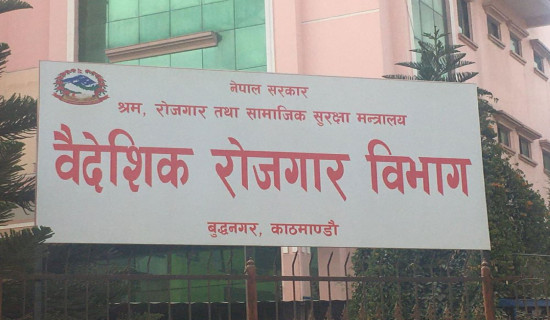 नेपाल सरकार
श्रम, रोजगार तथा सामाजिक सुरक्षा मन्त्रालय
वैदेशिक रोजगार विभाग
बुद्धनगर, काठमाण्डौ